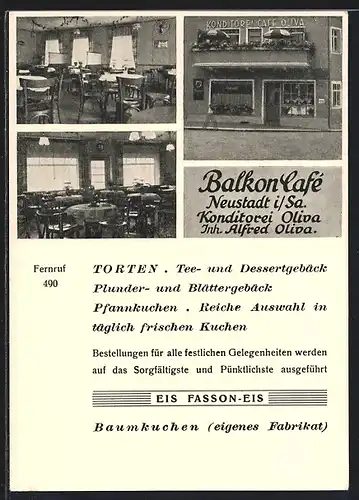 KONDITOREI CAFE OLIVA
Balkon Café
Neustadt i/Sa.
Konditorei Oliva
Inh. Alfred Oliva.
Fernruf
490
TORTEN . Tee- und Dessertgebäck
Plunder- und Blättergebäck
Pfannkuchen . Reiche Auswahl in
täglich frischen Kuchen
Bestellungen für alle festlichen Gelegenheiten werden
auf das Sorgfältigste und Pünktlichste ausgeführt
EIS FASSON-EIS
Baumkuchen (eigenes Fabrikat)